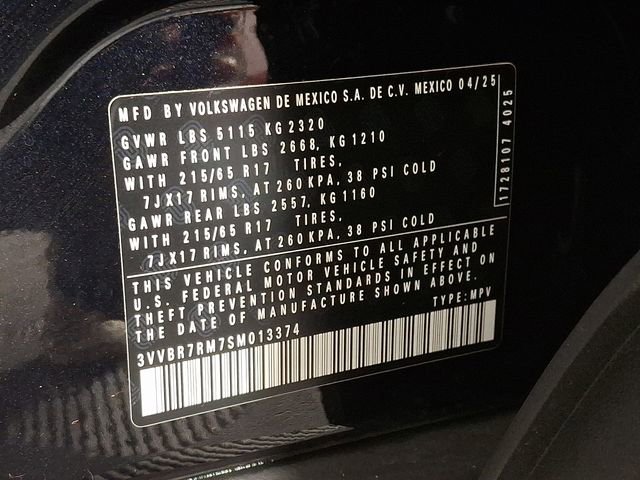 MFD BY VOLKSWAGEN DE MEXICO S.A. DE C.V. MEXICO 04/25
GVWR LBS 5115 KG 2320
GAWR FRONT LBS 2668, KG 1210
WITH 215/65 R17 TIRES,
7JX17 RIMS, AT 260 KPA, 38 PSI COLD
GAWR REAR LBS 2557, KG 1160
WITH 215/65 R17 TIRES,
7JX17 RIMS, AT 260 KPA, 38 PSI COLD
1728107 4025
THIS VEHICLE CONFORMS TO ALL APPLICABLE
U.S. FEDERAL MOTOR VEHICLE SAFETY AND
THEFT PREVENTION STANDARDS IN EFFECT ON
THE DATE OF MANUFACTURE SHOWN ABOVE.
TYPE: MPV
3VVBR7RM7SM013374